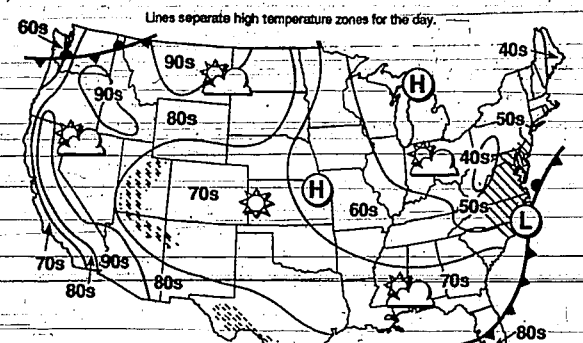 Lines separate high temperature zones for the day.
60s
40s
90s
H
90s
80s
50s
40s
70s
H
60s
50s
L
70s
90s
80s
80s
70s
80s